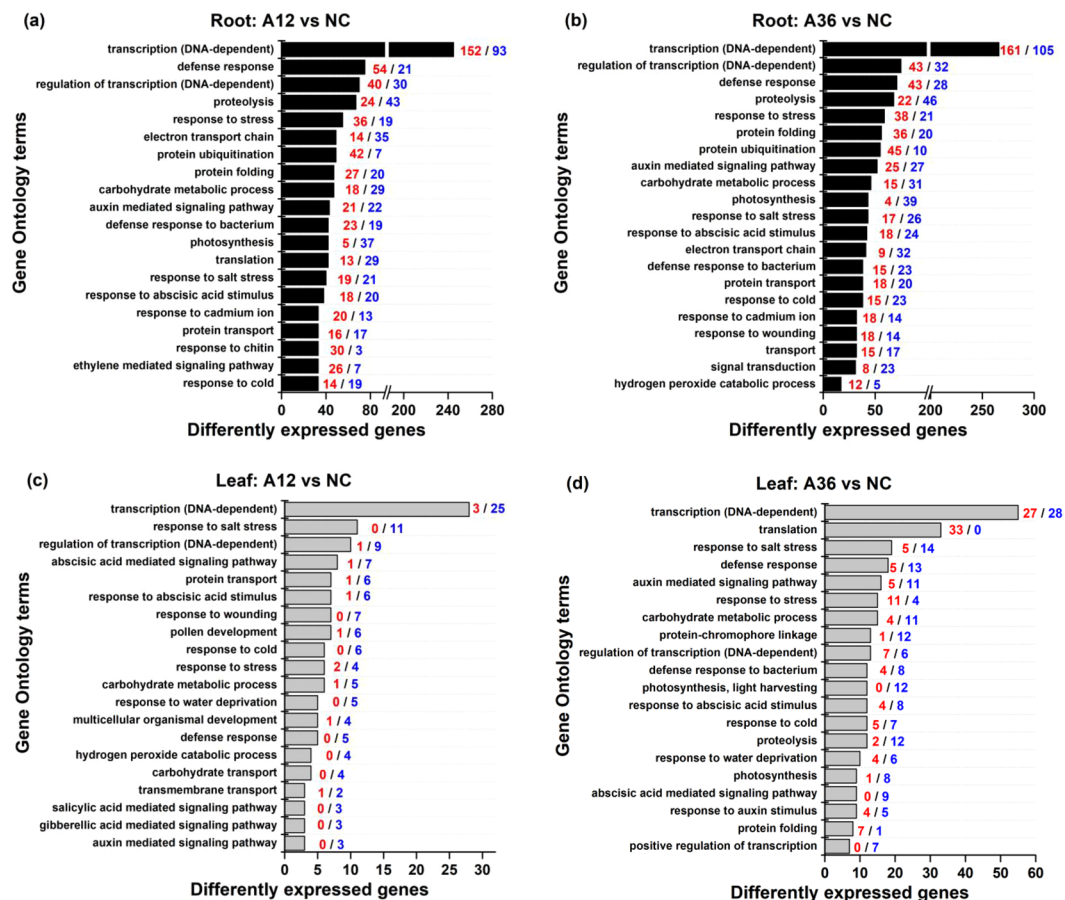 (a) Root: A12 vs NC
Gene Ontology terms
transcription (DNA-dependent) 152 / 93
defense response 54 / 21
regulation of transcription (DNA-dependent) 40 / 30
proteolysis 24 / 43
response to stress 36 / 19
electron transport chain 14 / 35
protein ubiquitination 42 / 7
protein folding 27 / 20
carbohydrate metabolic process 18 / 29
auxin mediated signaling pathway 21 / 22
defense response to bacterium 23 / 19
photosynthesis 5 / 37
translation 13 / 29
response to salt stress 19 / 21
response to abscisic acid stimulus 18 / 20
response to cadmium ion 20 / 13
protein transport 16 / 17
response to chitin 30 / 3
ethylene mediated signaling pathway 26 / 7
response to cold 14 / 19
0 40 80 200 240 280
Differently expressed genes
(b) Root: A36 vs NC
Gene Ontology terms
transcription (DNA-dependent) 161 / 105
regulation of transcription (DNA-dependent) 43 / 32
defense response 43 / 28
proteolysis 22 / 46
response to stress 38 / 21
protein folding 36 / 20
protein ubiquitination 45 / 10
auxin mediated signaling pathway 25 / 27
carbohydrate metabolic process 15 / 31
photosynthesis 4 / 39
response to salt stress 17 / 26
response to abscisic acid stimulus 18 / 24
electron transport chain 9 / 32
defense response to bacterium 15 / 23
protein transport 18 / 20
response to cold 15 / 23
response to cadmium ion 18 / 14
response to wounding 18 / 14
transport 15 / 17
signal transduction 8 / 23
hydrogen peroxide catabolic process 12 / 5
0 50 200 300
Differently expressed genes
(c) Leaf: A12 vs NC
Gene Ontology terms
transcription (DNA-dependent) 3 / 25
response to salt stress 0 / 11
regulation of transcription (DNA-dependent) 1 / 9
abscisic acid mediated signaling pathway 1 / 7
protein transport 1 / 6
response to abscisic acid stimulus 1 / 6
response to wounding 0 / 7
pollen development 1 / 6
response to cold 0 / 6
response to stress 2 / 4
carbohydrate metabolic process 1 / 5
response to water deprivation 0 / 5
multicellular organismal development 1 / 4
defense response 0 / 5
hydrogen peroxide catabolic process 0 / 4
carbohydrate transport 0 / 4
transmembrane transport 1 / 2
salicylic acid mediated signaling pathway 0 / 3
gibberellic acid mediated signaling pathway 0 / 3
auxin mediated signaling pathway 0 / 3
0 5 10 15 20 25 30
Differently expressed genes
(d) Leaf: A36 vs NC
Gene Ontology terms
transcription (DNA-dependent) 27 / 28
translation 33 / 0
response to salt stress 5 / 14
defense response 5 / 13
auxin mediated signaling pathway 5 / 11
response to stress 11 / 4
carbohydrate metabolic process 4 / 11
protein-chromophore linkage 1 / 12
regulation of transcription (DNA-dependent) 7 / 6
defense response to bacterium 4 / 8
photosynthesis, light harvesting 0 / 12
response to abscisic acid stimulus 4 / 8
response to cold 5 / 7
proteolysis 2 / 12
response to water deprivation 4 / 6
photosynthesis 1 / 8
abscisic acid mediated signaling pathway 0 / 9
response to auxin stimulus 4 / 5
protein folding 7 / 1
positive regulation of transcription 0 / 7
0 10 20 30 40 50 60
Differently expressed genes